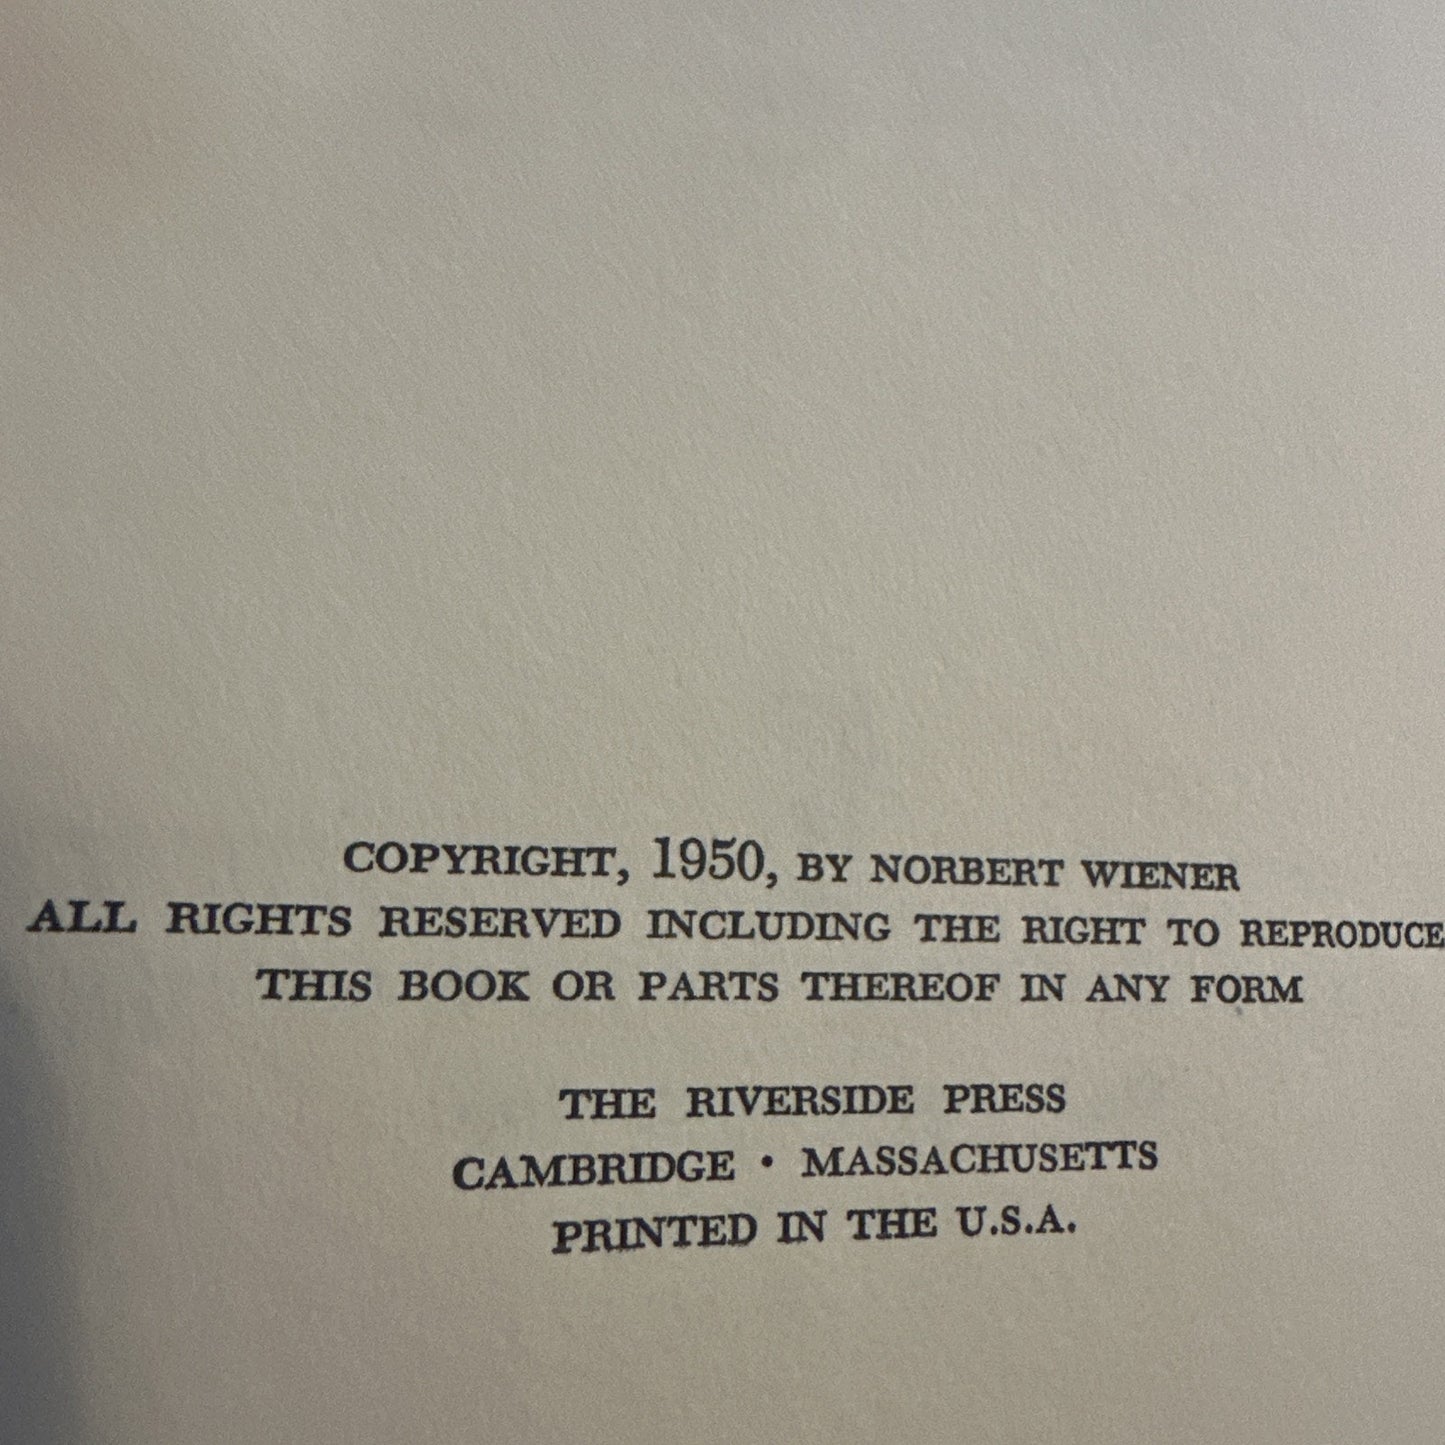 COPYRIGHT, 1950, BY NORBERT WIENER
ALL RIGHTS RESERVED INCLUDING THE RIGHT TO REPRODUCE
THIS BOOK OR PARTS THEREOF IN ANY FORM
THE RIVERSIDE PRESS
CAMBRIDGE • MASSACHUSETTS
PRINTED IN THE U.S.A.